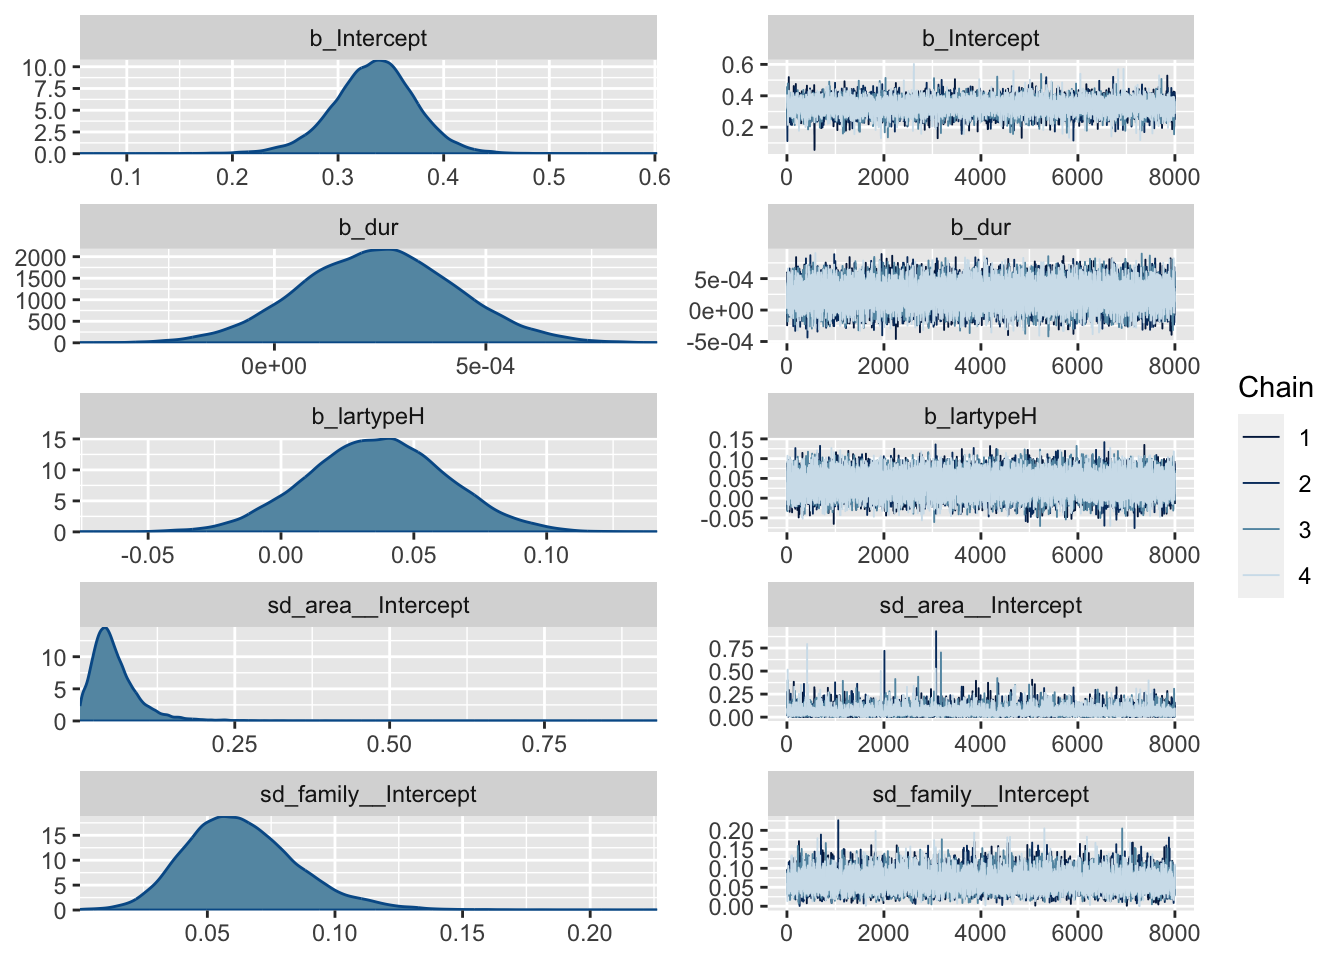 b_Intercept
10.0
7.5
5.0
2.5
0.0
0.1 0.2 0.3 0.4 0.5 0.6
b_Intercept
0.6
0.4
0.2
0 2000 4000 6000 8000
b_dur
2000
1500
1000
500
0
0e+00 5e-04
b_dur
5e-04
0e+00
-5e-04
0 2000 4000 6000 8000
b_lartypeH
15
10
5
0
-0.05 0.00 0.05 0.10
b_lartypeH
0.15
0.10
0.05
0.00
-0.05
0 2000 4000 6000 8000
sd_area__Intercept
10
5
0
0.25 0.50 0.75
sd_area__Intercept
0.75
0.50
0.25
0.00
0 2000 4000 6000 8000
sd_family__Intercept
15
10
5
0
0.05 0.10 0.15 0.20
sd_family__Intercept
0.20
0.15
0.10
0.05
0.00
0 2000 4000 6000 8000
Chain
1
2
3
4